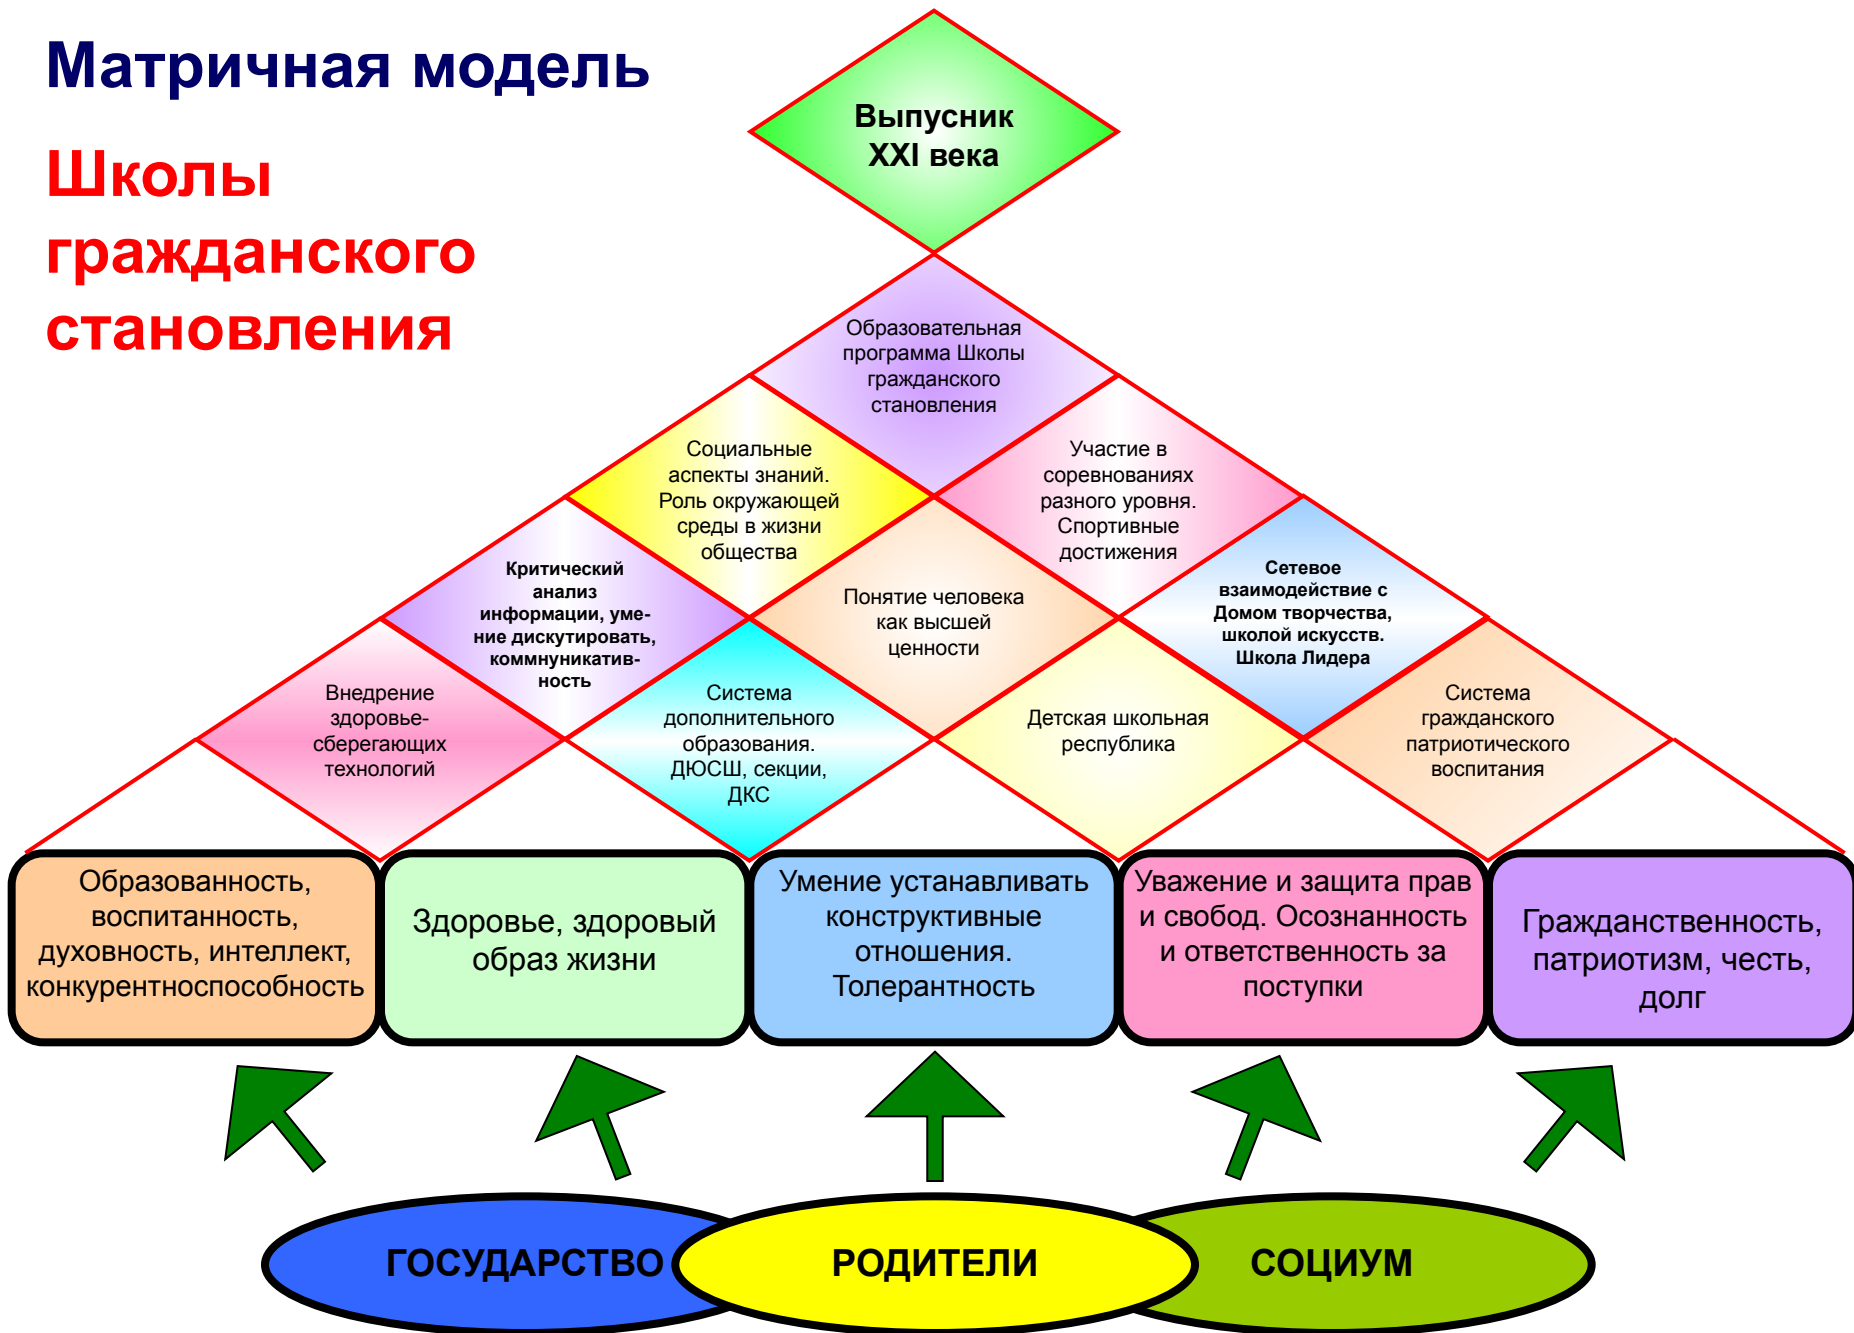 Матричная модель
Школы
гражданского
становления
Выпусник
XXI века
Образовательная
программа Школы
гражданского
становления
Социальные
аспекты знаний.
Роль окружающей
среды в жизни
общества
Участие в
соревнованиях
разного уровня.
Спортивные
достижения
Критический
анализ
информации, уме-
ние дискутировать,
коммнуникатив-
ность
Понятие человека
как высшей
ценности
Сетевое
взаимодействие с
Домом творчества,
школой искусств.
Школа Лидера
Внедрение
здоровье-
сберегающих
технологий
Система
дополнительного
образования.
ДЮСШ, секции,
ДКС
Детская школьная
республика
Система
гражданского
патриотического
воспитания
Образованность,
воспитанность,
духовность, интеллект,
конкурентноспособность
Здоровье, здоровый
образ жизни
Умение устанавливать
конструктивные
отношения.
Толерантность
Уважение и защита прав
и свобод. Осознанность
и ответственность за
поступки
Гражданственность,
патриотизм, честь,
долг
ГОСУДАРСТВО
РОДИТЕЛИ
СОЦИУМ